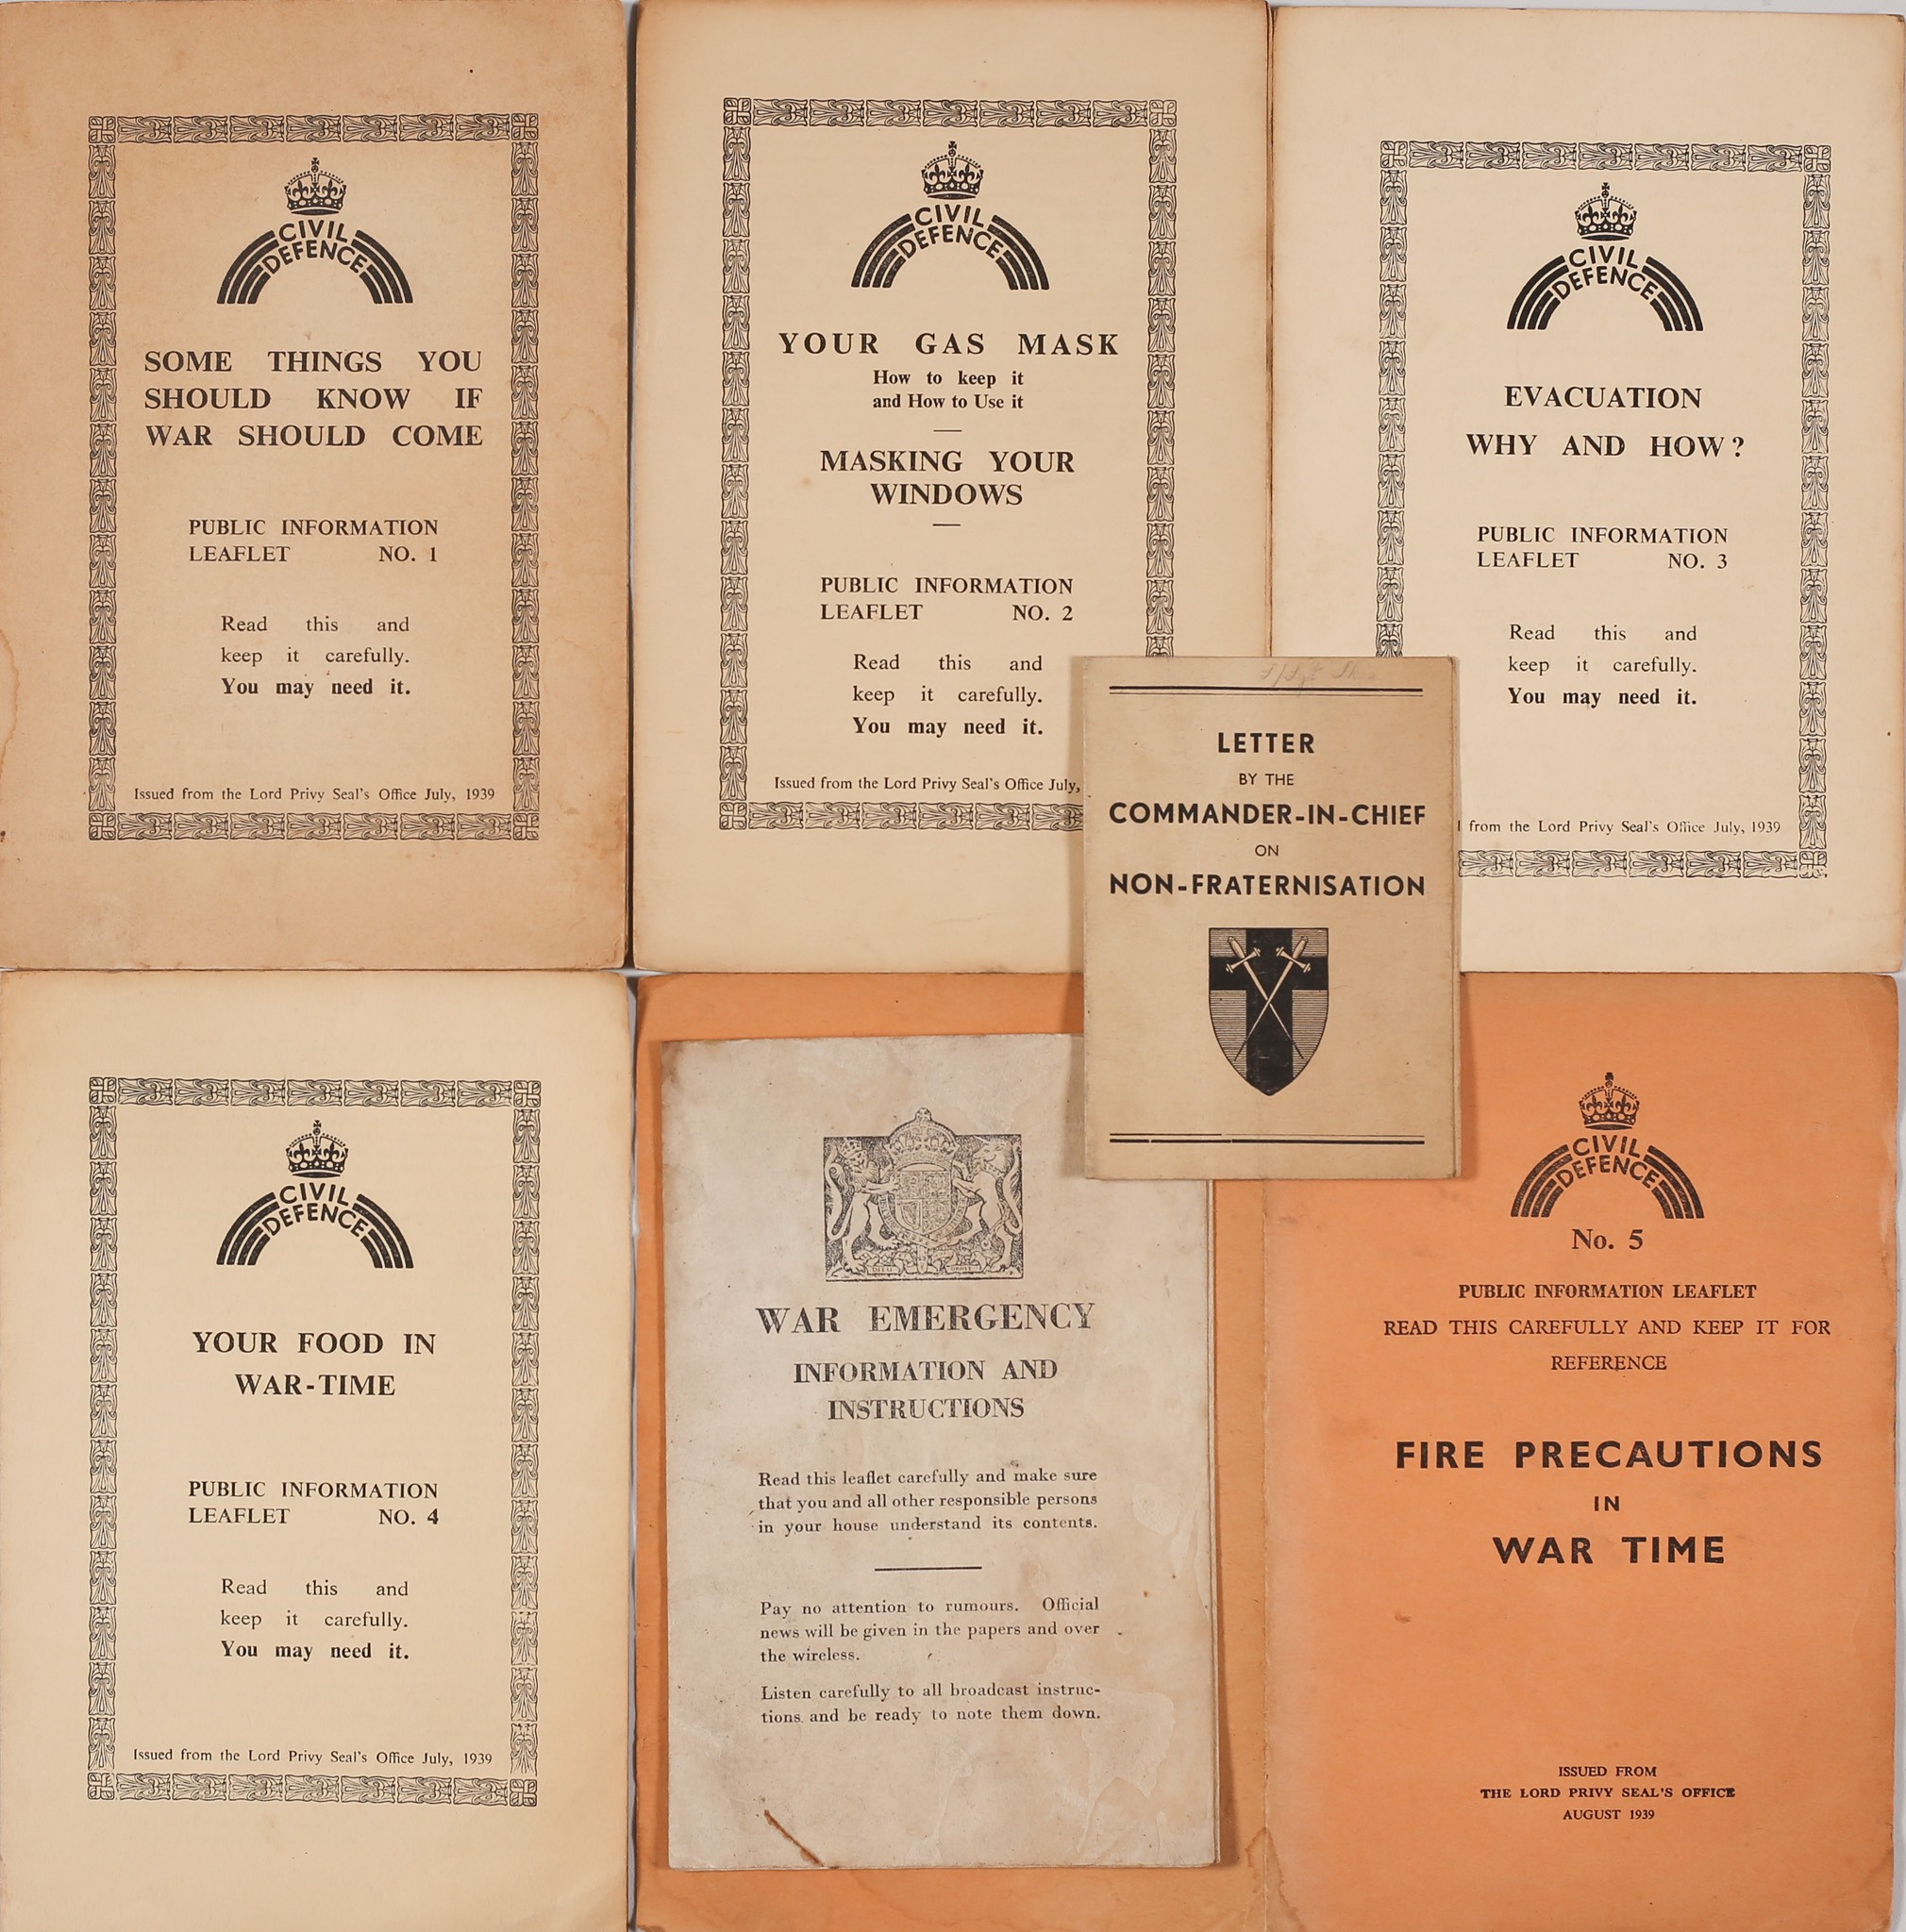 CIVIL
DEFENCE
SOME THINGS YOU
SHOULD KNOW IF
WAR SHOULD COME
PUBLIC INFORMATION
LEAFLET NO. 1
Read this and
keep it carefully.
You may need it.
Issued from the Lord Privy Seal's Office July, 1939
CIVIL
DEFENCE
YOUR GAS MASK
How to keep it
and How to Use it
MASKING YOUR
WINDOWS
PUBLIC INFORMATION
LEAFLET NO. 2
Read this and
keep it carefully.
You may need it.
Issued from the Lord Privy Seal's Office July,
CIVIL
DEFENCE
EVACUATION
WHY AND HOW?
PUBLIC INFORMATION
LEAFLET NO. 3
Read this and
keep it carefully.
You may need it.
from the Lord Privy Seal's Office July, 1939
LETTER
BY THE
COMMANDER-IN-CHIEF
ON
NON-FRATERNISATION
CIVIL
DEFENCE
YOUR FOOD IN
WAR-TIME
PUBLIC INFORMATION
LEAFLET NO. 4
Read this and
keep it carefully.
You may need it.
Issued from the Lord Privy Seal's Office July, 1939
WAR EMERGENCY
INFORMATION AND
INSTRUCTIONS
Read this leaflet carefully and make sure
that you and all other responsible persons
in your house understand its contents.
Pay no attention to rumours. Official
news will be given in the papers and over
the wireless.
Listen carefully to all broadcast instruc-
tions and be ready to note them down.
CIVIL
DEFENCE
No. 5
PUBLIC INFORMATION LEAFLET
READ THIS CAREFULLY AND KEEP IT FOR
REFERENCE
FIRE PRECAUTIONS
IN
WAR TIME
ISSUED FROM
THE LORD PRIVY SEAL'S OFFICE
AUGUST 1939